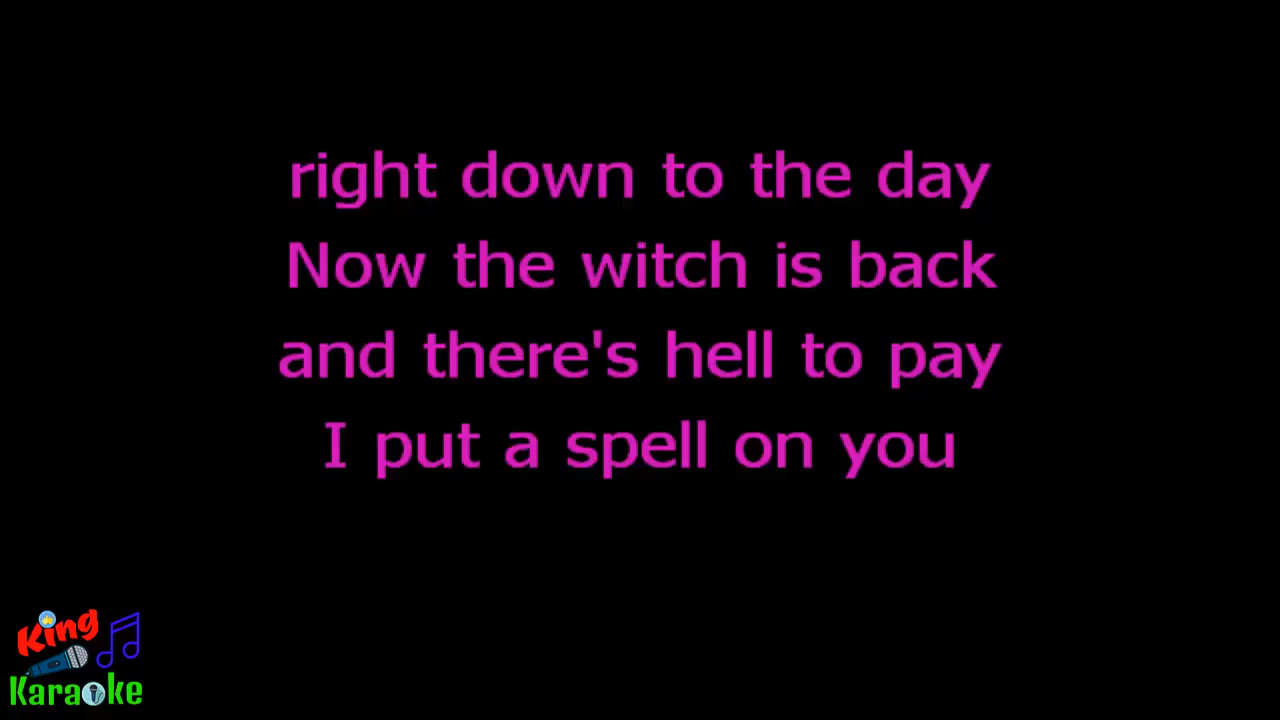 right down to the day
Now the witch is back
and there's hell to pay
I put a spell on you
King
Karaoke